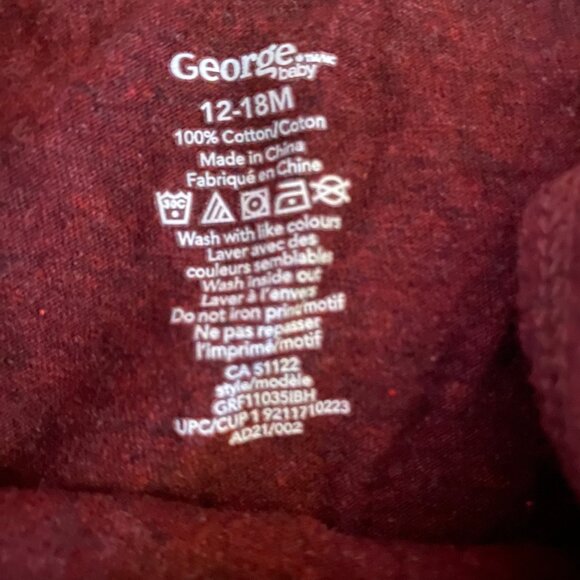 George
baby
12-18M
100% Cotton/Coton
Made in China
Fabriqué en Chine
30C
Wash with like colours
Laver avec des
couleurs semblables
Wash inside out
Laver à l'envers
Do not iron print/motif
Ne pas repasser
l'imprimé/motif
CA 51122
style/modèle
GRF11035IBH
UPC/CUP 1 9211710223
AD21/002